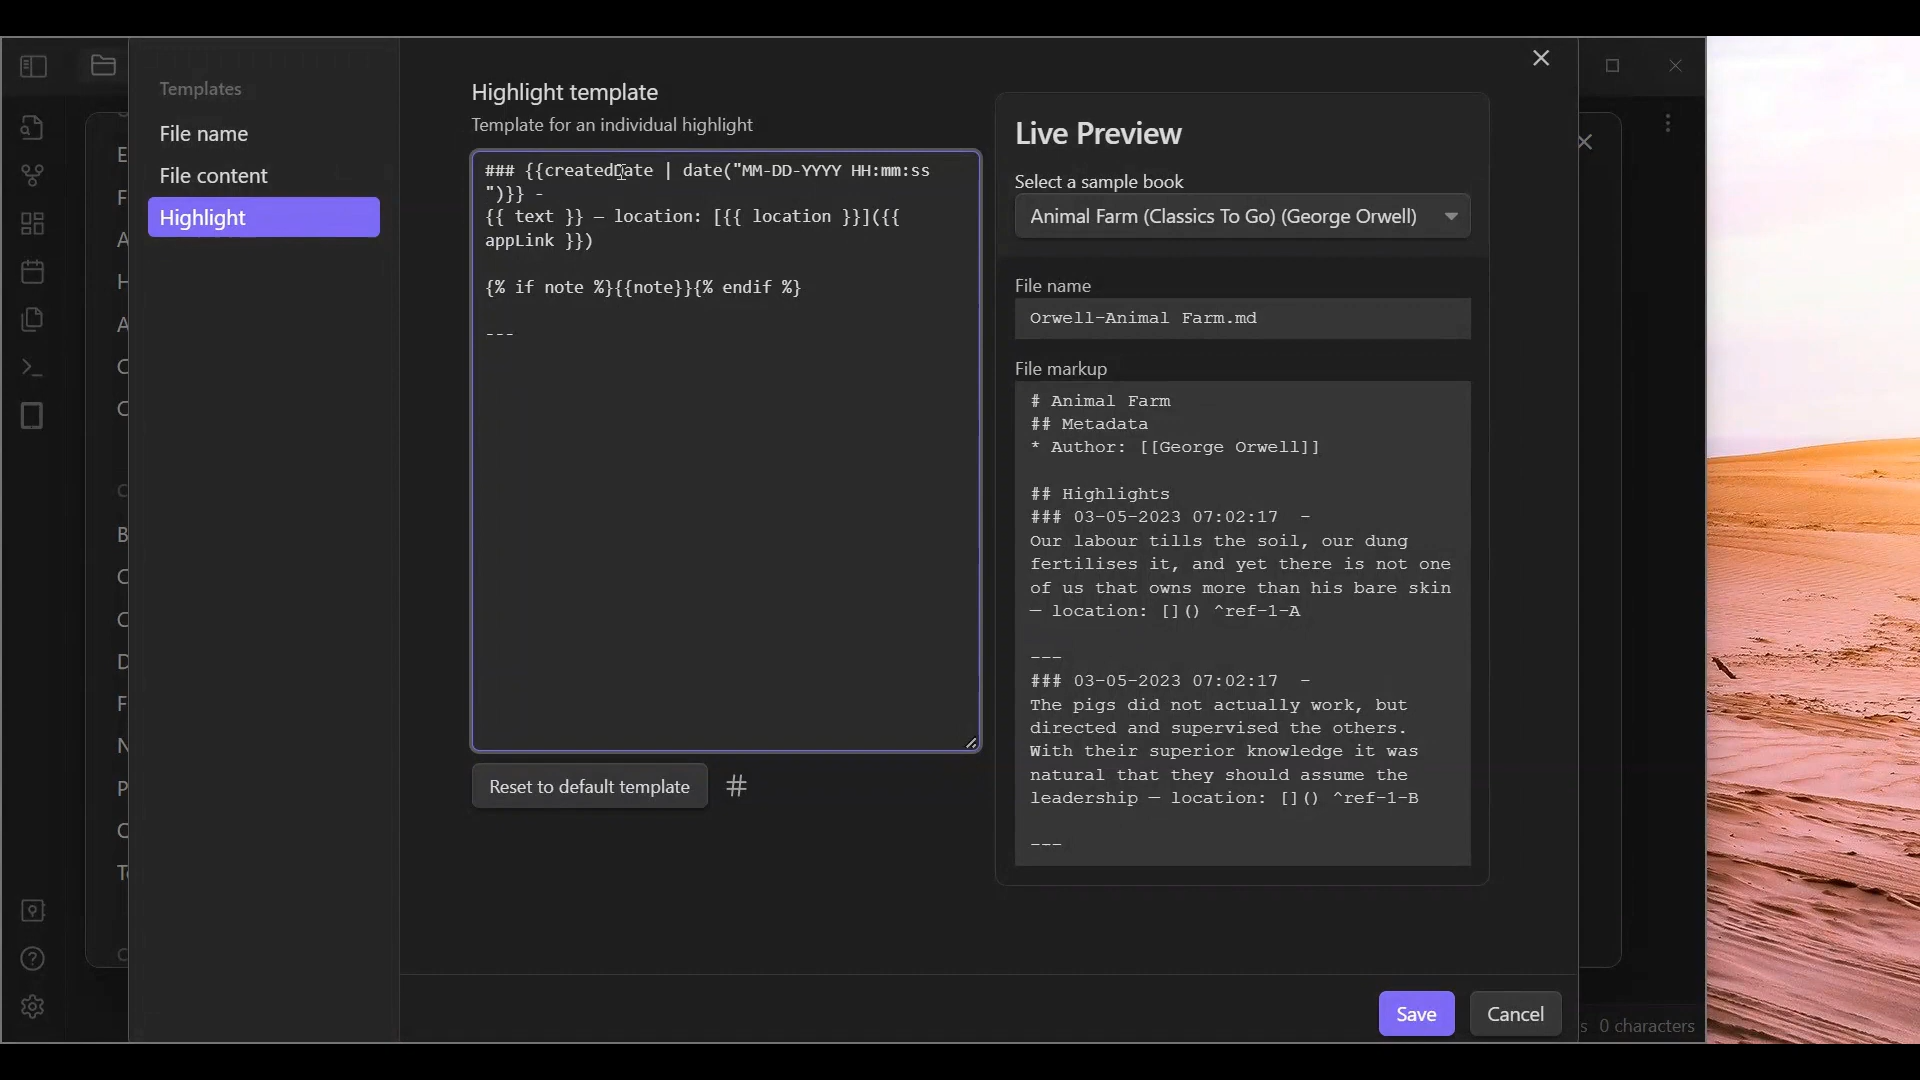 Templates
File name
File content
Highlight
Highlight template
Template for an individual highlight
### {{createdDate | date("MM-DD-YYYY HH:mm:ss
")}} -
{{ text }} — location: [{{ location }}]({{
appLink }})
{% if note %}{{note}}{% endif %}
---
Reset to default template
Live Preview
Select a sample book
Animal Farm (Classics To Go) (George Orwell)
File name
Orwell-Animal Farm.md
File markup
# Animal Farm
## Metadata
* Author: [[George Orwell]]
## Highlights
### 03-05-2023 07:02:17 -
Our labour tills the soil, our dung
fertilises it, and yet there is not one
of us that owns more than his bare skin
— location: []() ^ref-1-A
---
### 03-05-2023 07:02:17 -
The pigs did not actually work, but
directed and supervised the others.
With their superior knowledge it was
natural that they should assume the
leadership — location: []() ^ref-1-B
---
Save
Cancel
s 0 characters